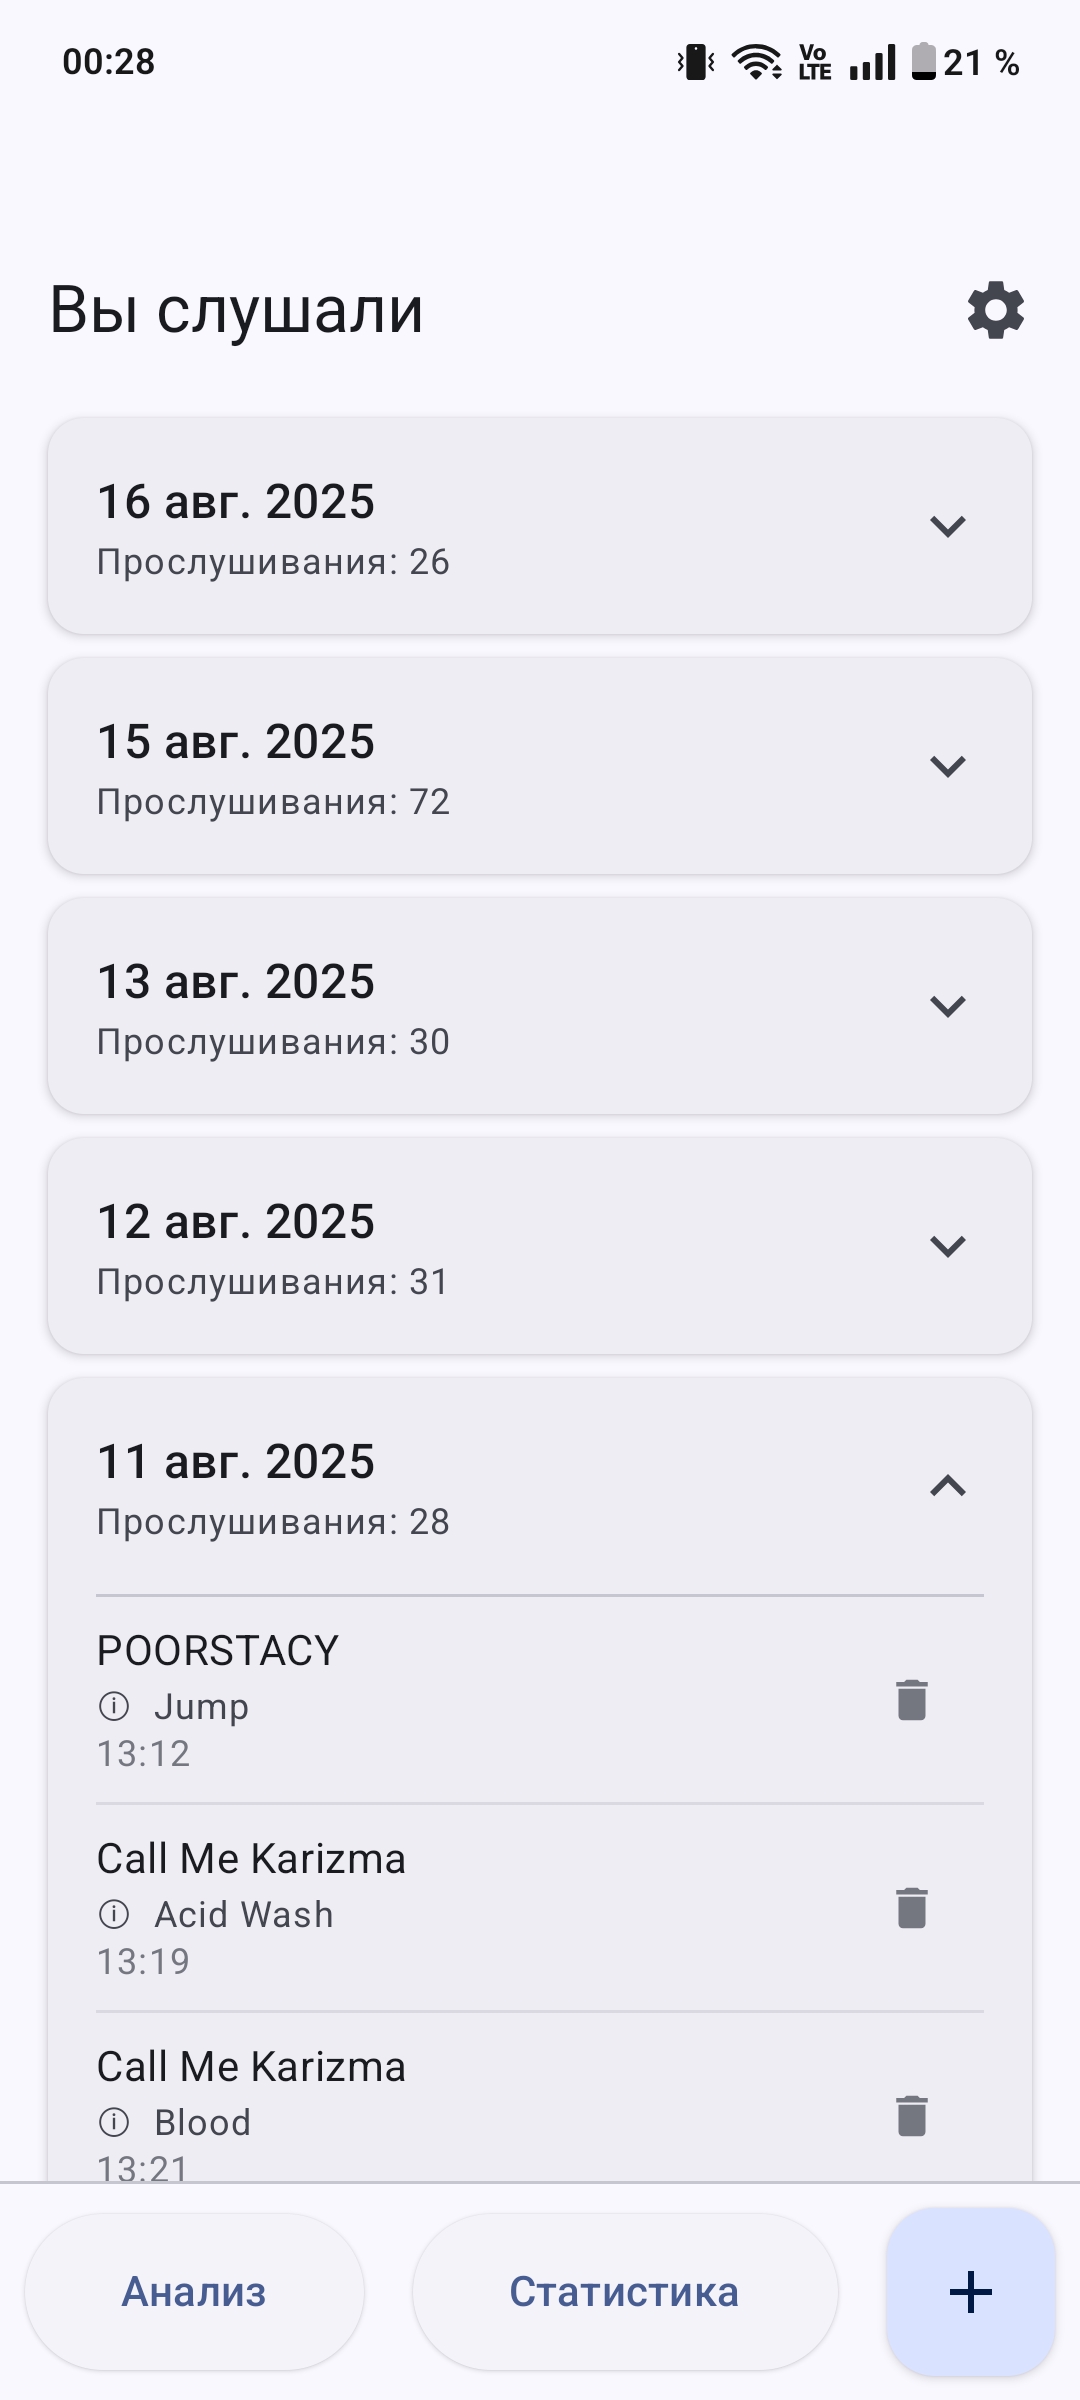 00:28
Vo
LTE
21 %
Вы слушали
16 авг. 2025
Прослушивания: 26
15 авг. 2025
Прослушивания: 72
13 авг. 2025
Прослушивания: 30
12 авг. 2025
Прослушивания: 31
11 авг. 2025
Прослушивания: 28
POORSTACY
Jump
13:12
Call Me Karizma
Acid Wash
13:19
Call Me Karizma
Blood
13:21
Анализ
Статистика